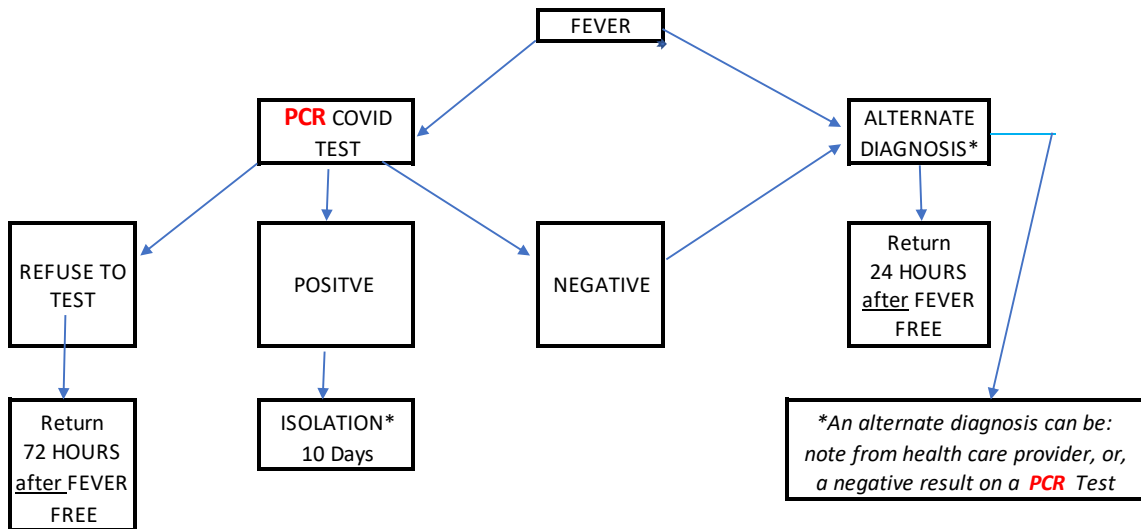 FEVER
PCR COVID
TEST
ALTERNATE
DIAGNOSIS*
REFUSE TO
TEST
POSITVE
NEGATIVE
Return
24 HOURS
after FEVER
FREE
Return
72 HOURS
after FEVER
FREE
ISOLATION*
10 Days
*An alternate diagnosis can be:
note from health care provider, or,
a negative result on a PCR Test